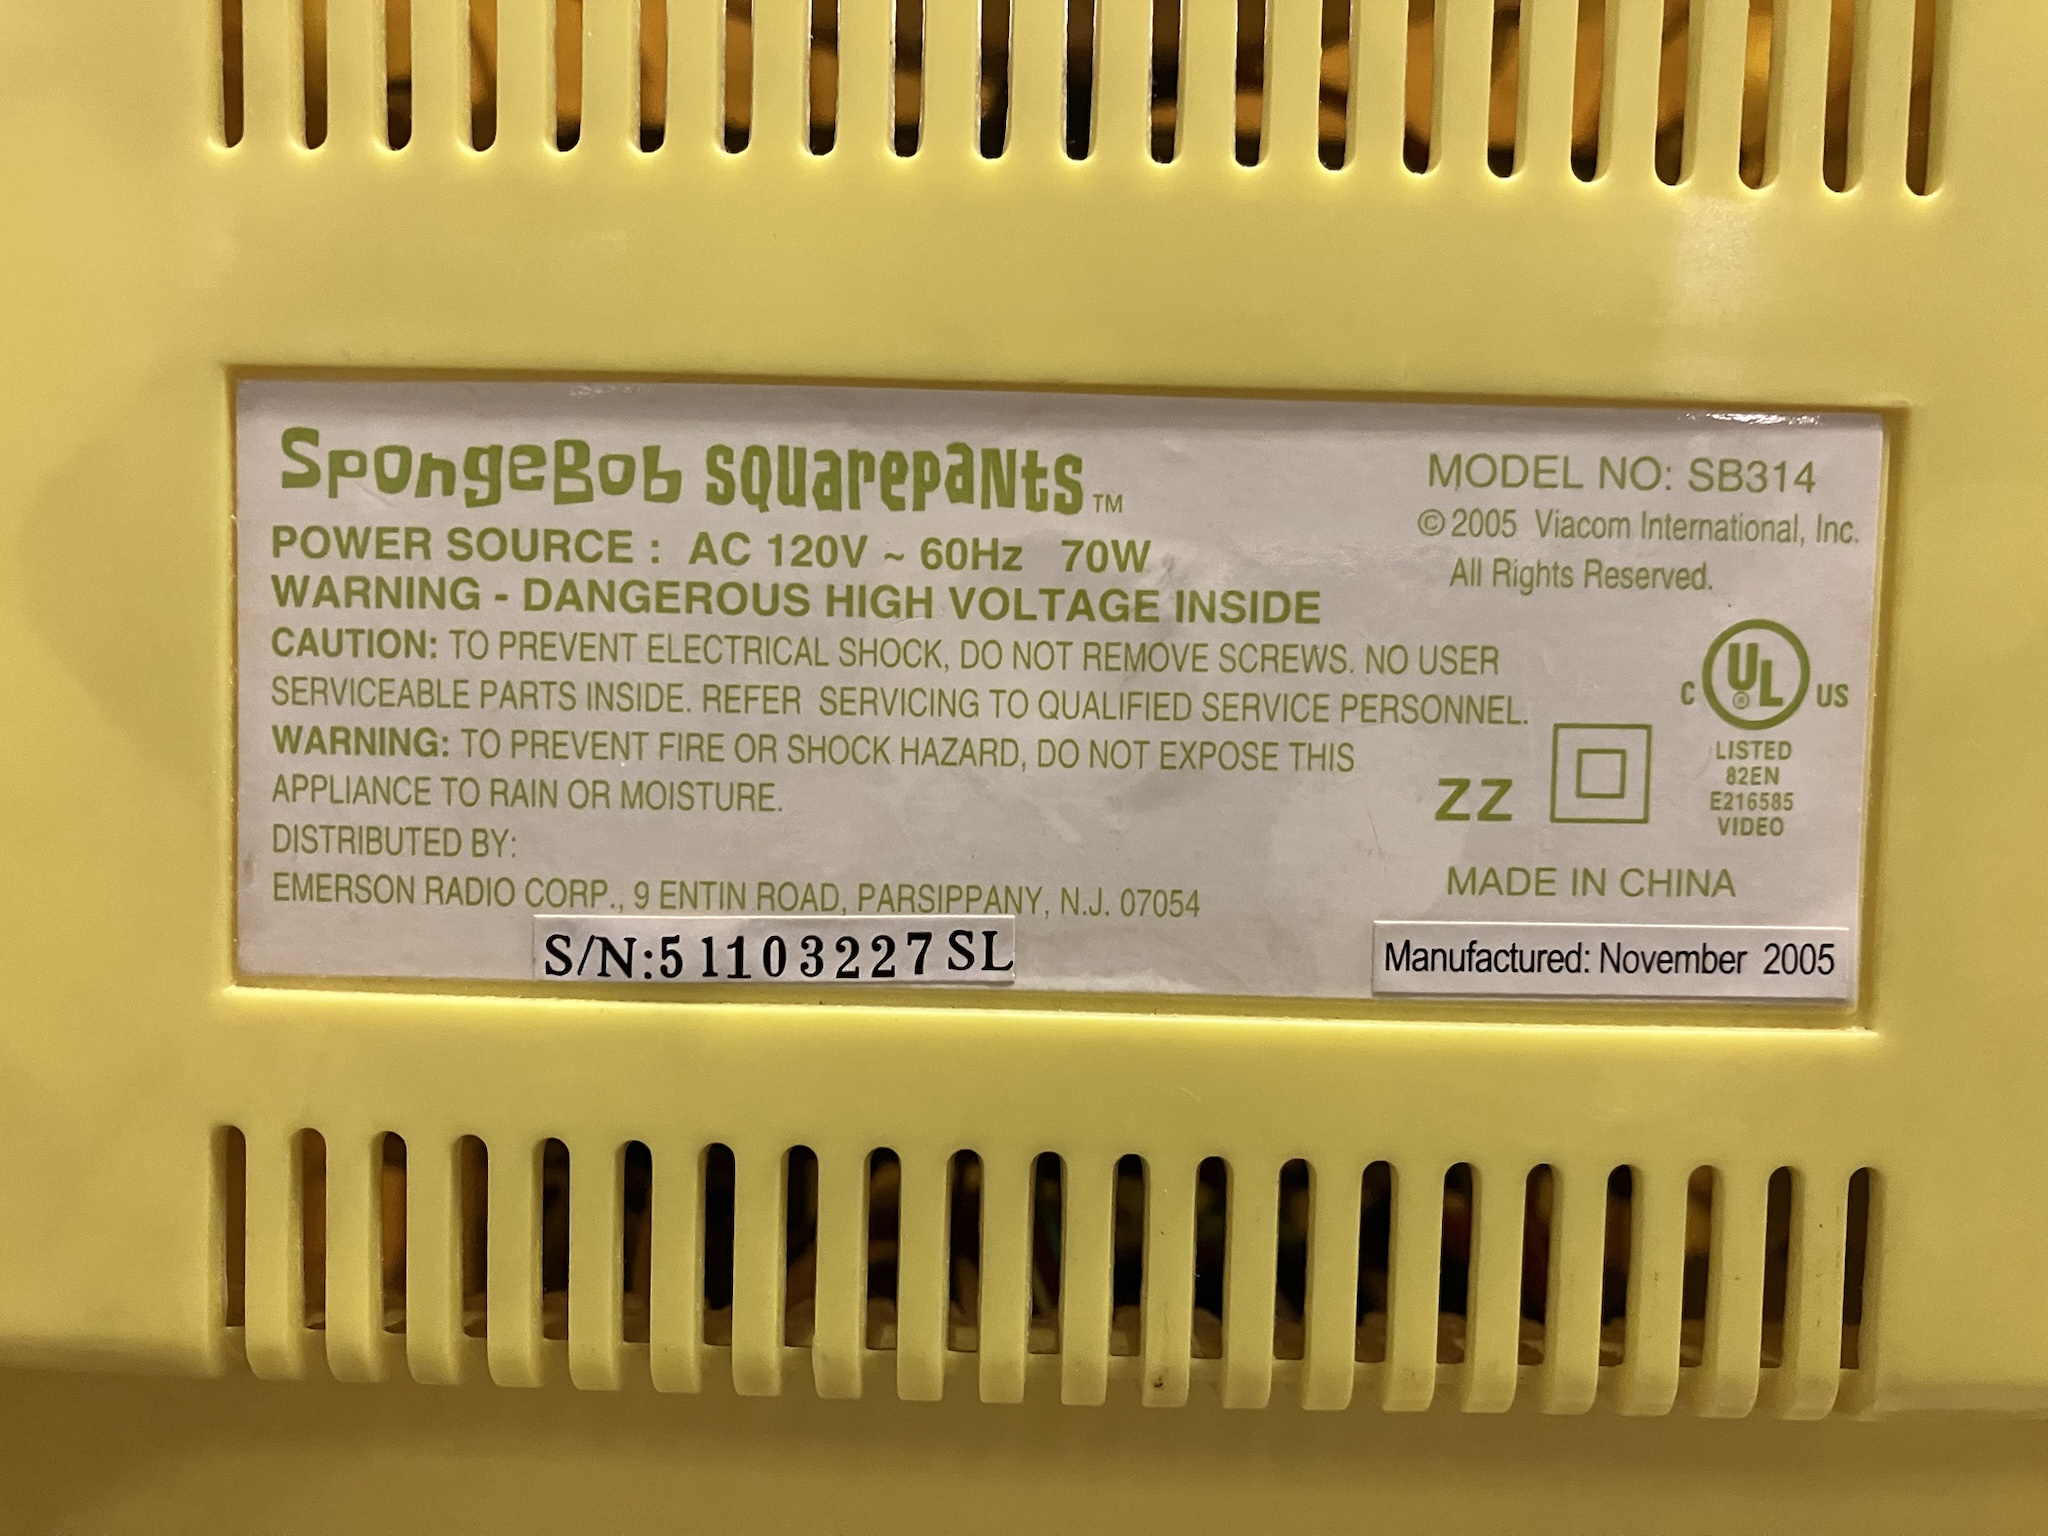 SpongeBob SquarePants™
MODEL NO: SB314
POWER SOURCE : AC 120V ~ 60Hz 70W
© 2005 Viacom International, Inc.
All Rights Reserved.
WARNING - DANGEROUS HIGH VOLTAGE INSIDE
CAUTION: TO PREVENT ELECTRICAL SHOCK, DO NOT REMOVE SCREWS. NO USER
SERVICEABLE PARTS INSIDE. REFER SERVICING TO QUALIFIED SERVICE PERSONNEL.
WARNING: TO PREVENT FIRE OR SHOCK HAZARD, DO NOT EXPOSE THIS
APPLIANCE TO RAIN OR MOISTURE.
DISTRIBUTED BY:
EMERSON RADIO CORP., 9 ENTIN ROAD, PARSIPPANY, N.J. 07054
S/N:51103227SL
C UL ® US
LISTED
82EN
E216585
VIDEO
ZZ
MADE IN CHINA
Manufactured: November 2005